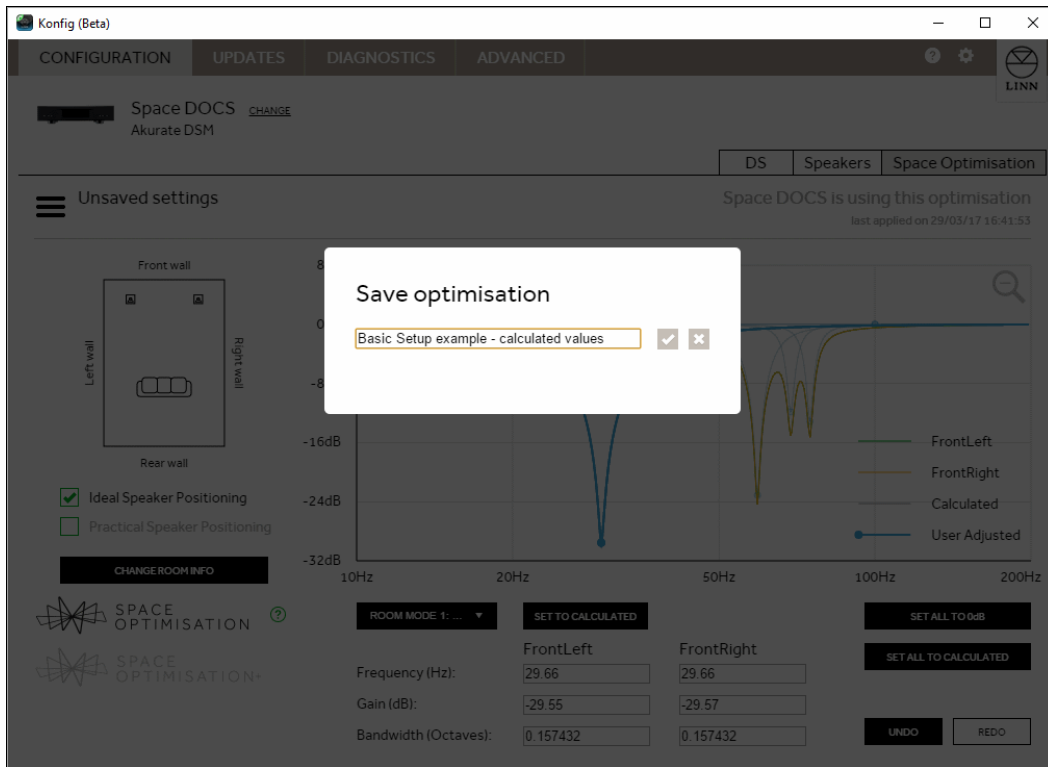 Konfig (Beta)
CONFIGURATION UPDATES DIAGNOSTICS ADVANCED
LINN
Space DOCS CHANGE
Akurate DSM
DS Speakers Space Optimisation
Unsaved settings
Space DOCS is using this optimisation
last applied on 29/03/17 16:41:53
Front wall
Left wall
Right wall
Rear wall
Save optimisation
Basic Setup example - calculated values
8
0
-8
-16dB
-24dB
-32dB
10Hz 20Hz 50Hz 100Hz 200Hz
FrontLeft
FrontRight
Calculated
User Adjusted
Ideal Speaker Positioning
Practical Speaker Positioning
CHANGE ROOM INFO
SPACE
OPTIMISATION ?
SPACE
OPTIMISATION+
ROOM MODE 1: ... SET TO CALCULATED SET ALL TO 0dB
SET ALL TO CALCULATED
FrontLeft FrontRight
Frequency (Hz): 29.66 29.66
Gain (dB): -29.55 -29.57
Bandwidth (Octaves): 0.157432 0.157432
UNDO REDO